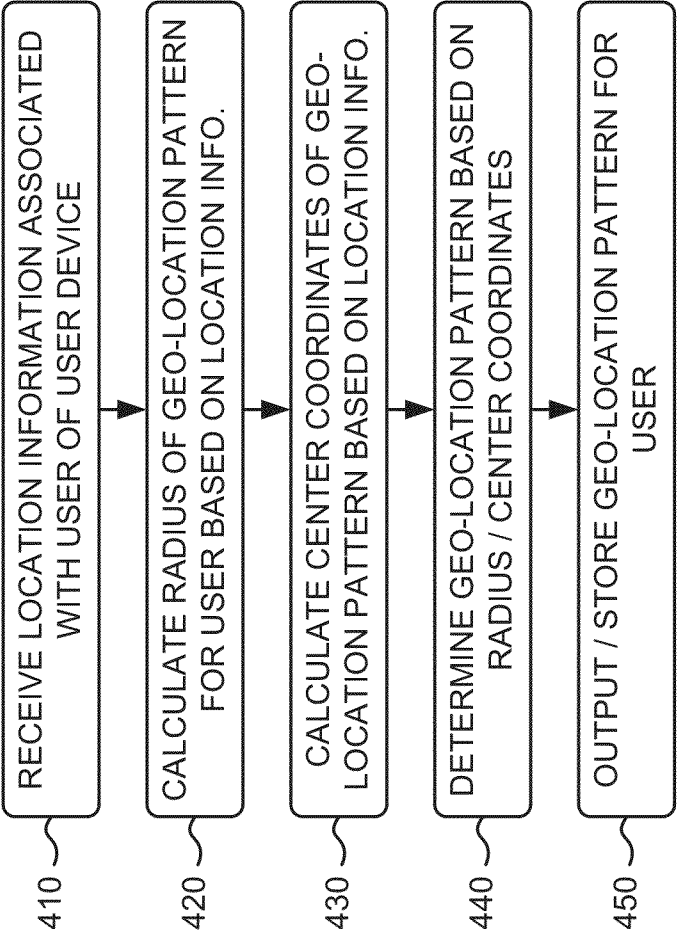 410
RECEIVE LOCATION INFORMATION ASSOCIATED
WITH USER OF USER DEVICE
420
CALCULATE RADIUS OF GEO-LOCATION PATTERN
FOR USER BASED ON LOCATION INFO.
430
CALCULATE CENTER COORDINATES OF GEO-
LOCATION PATTERN BASED ON LOCATION INFO.
440
DETERMINE GEO-LOCATION PATTERN BASED ON
RADIUS / CENTER COORDINATES
450
OUTPUT / STORE GEO-LOCATION PATTERN FOR
USER